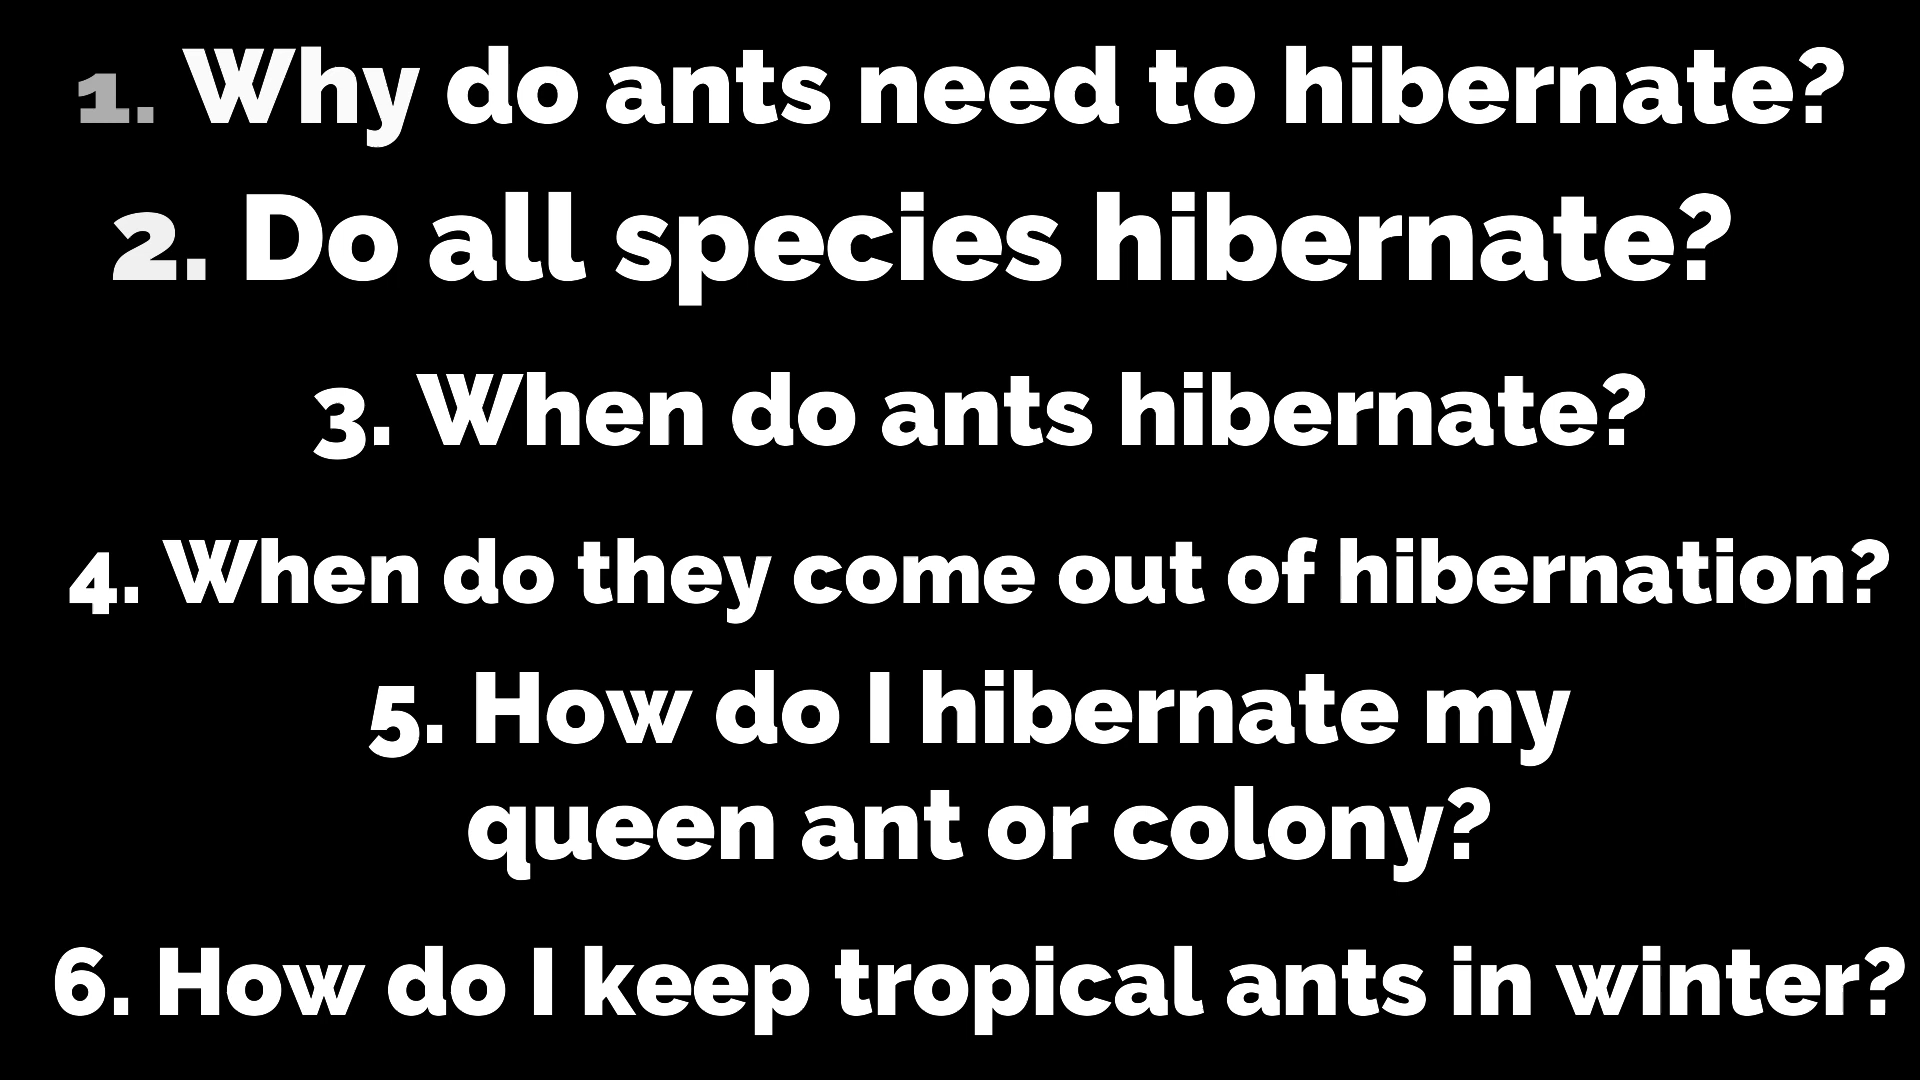 1. Why do ants need to hibernate?
2. Do all species hibernate?
3. When do ants hibernate?
4. When do they come out of hibernation?
5. How do I hibernate my
queen ant or colony?
6. How do I keep tropical ants in winter?